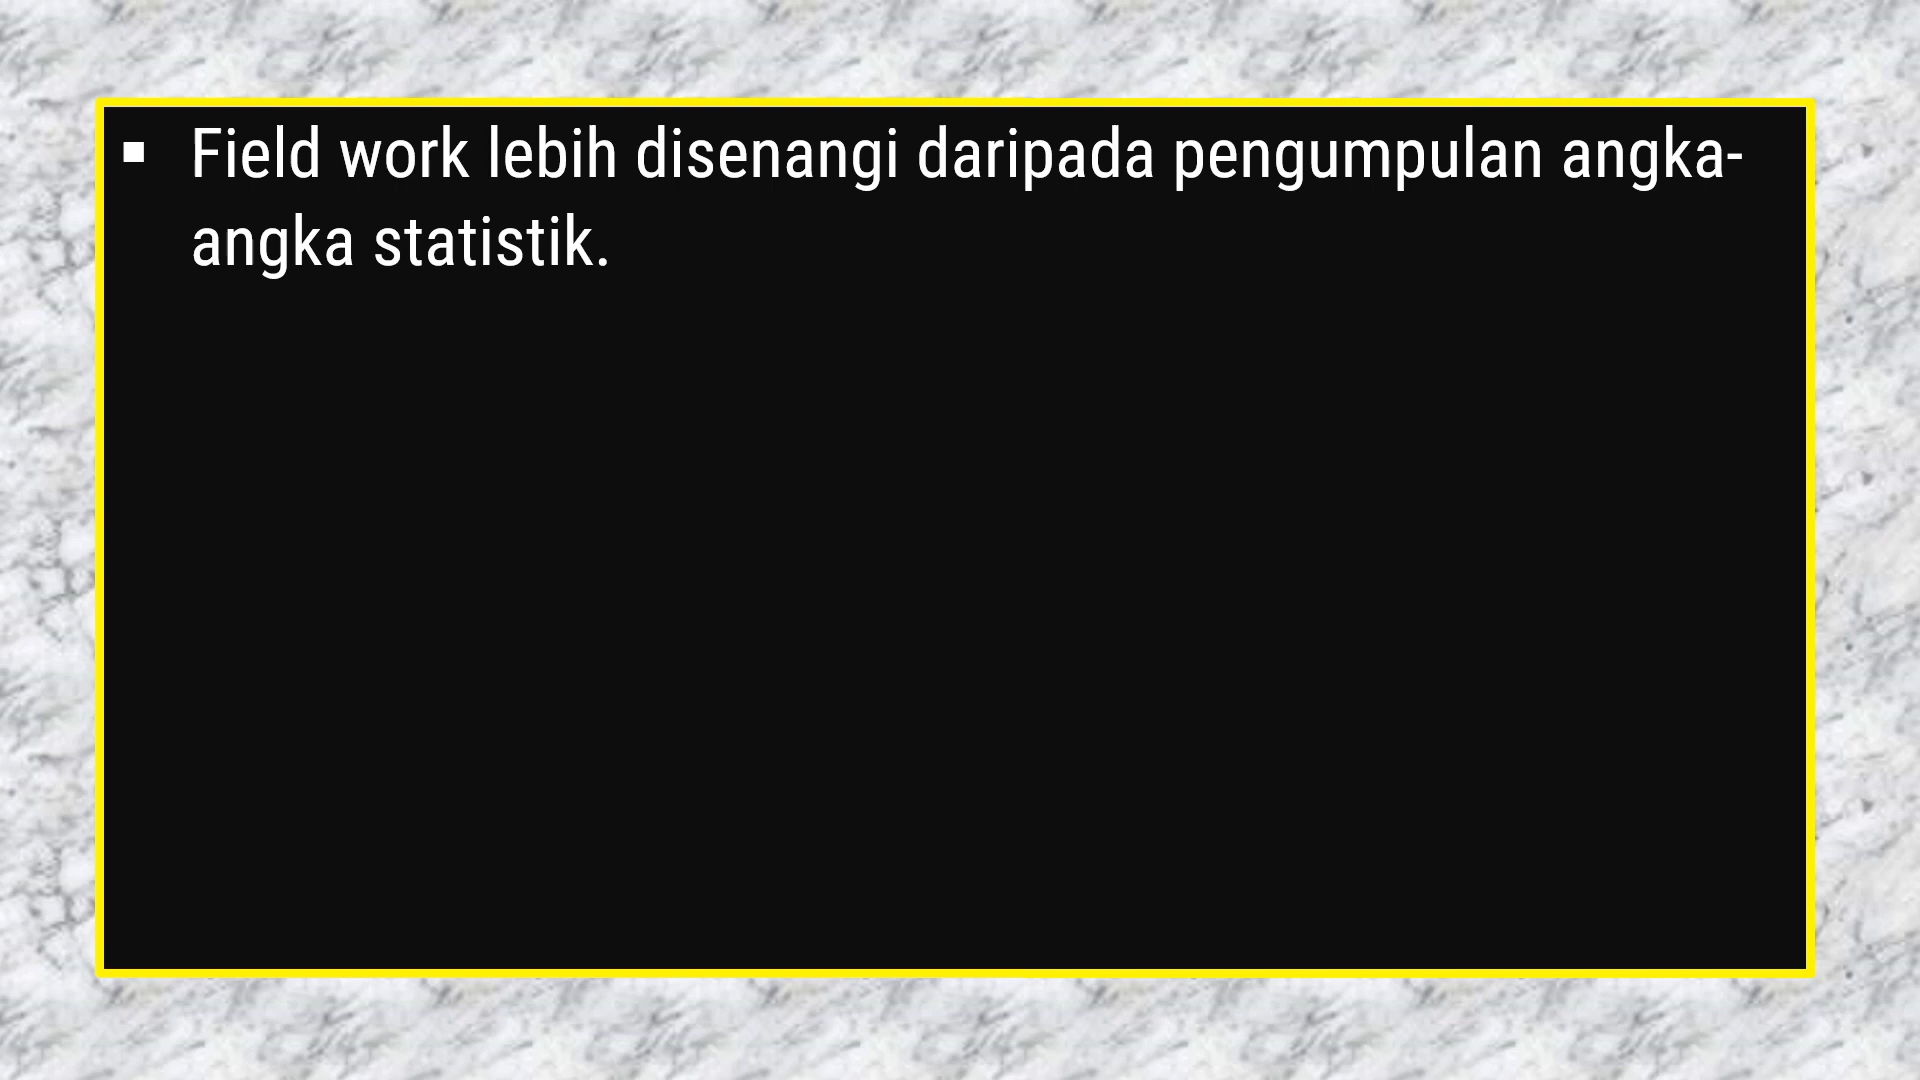 ▪ Field work lebih disenangi daripada pengumpulan angka-
angka statistik.